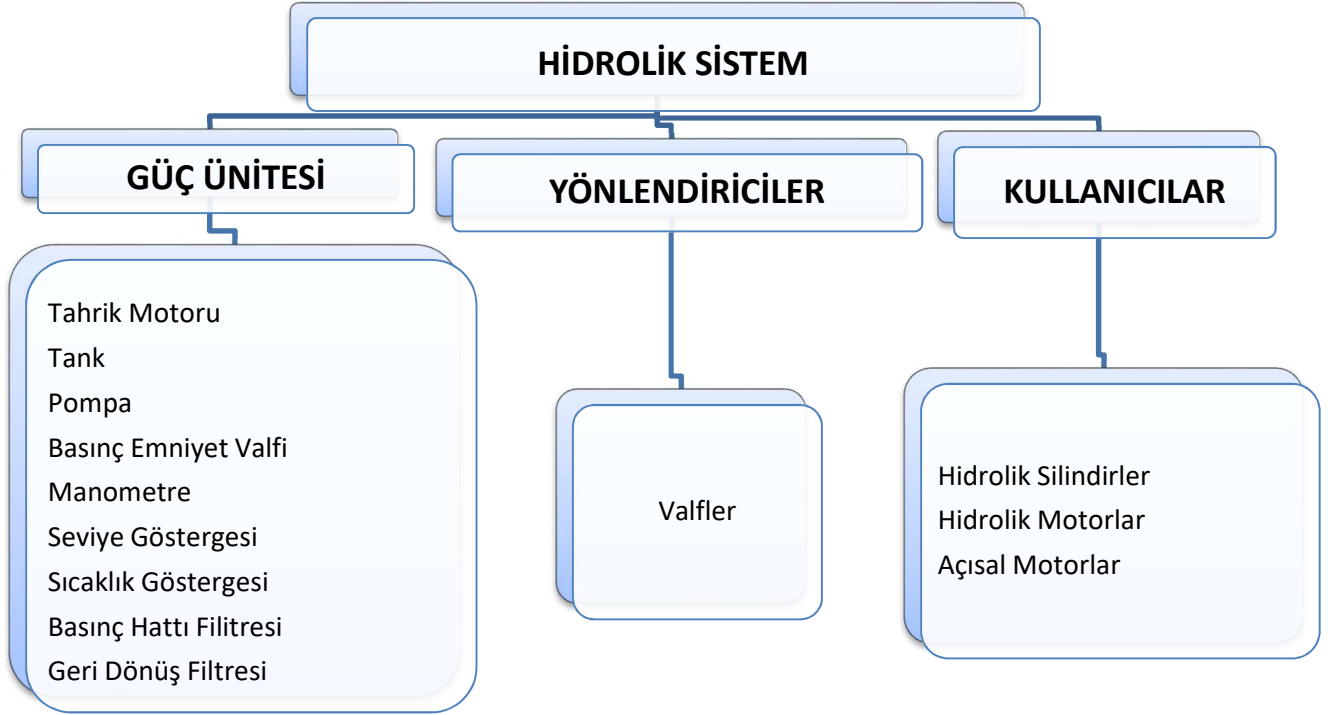 HİDROLİK SİSTEM
GÜÇ ÜNİTESİ
Tahrik Motoru
Tank
Pompa
Basınç Emniyet Valfi
Manometre
Seviye Göstergesi
Sıcaklık Göstergesi
Basınç Hattı Filitresi
Geri Dönüş Filtresi
YÖNLENDİRİCİLER
Valfler
KULLANICILAR
Hidrolik Silindirler
Hidrolik Motorlar
Açısal Motorlar